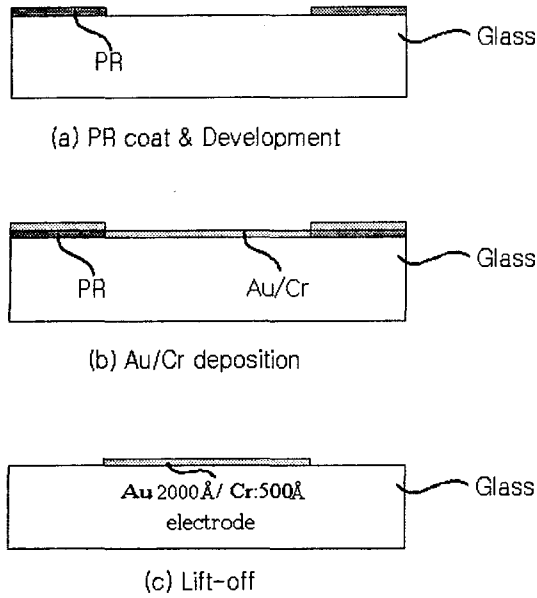 Glass
PR
(a) PR coat & Development
Glass
PR
Au/Cr
(b) Au/Cr deposition
Au 2000Å/ Cr:500Å
electrode
Glass
(c) Lift-off